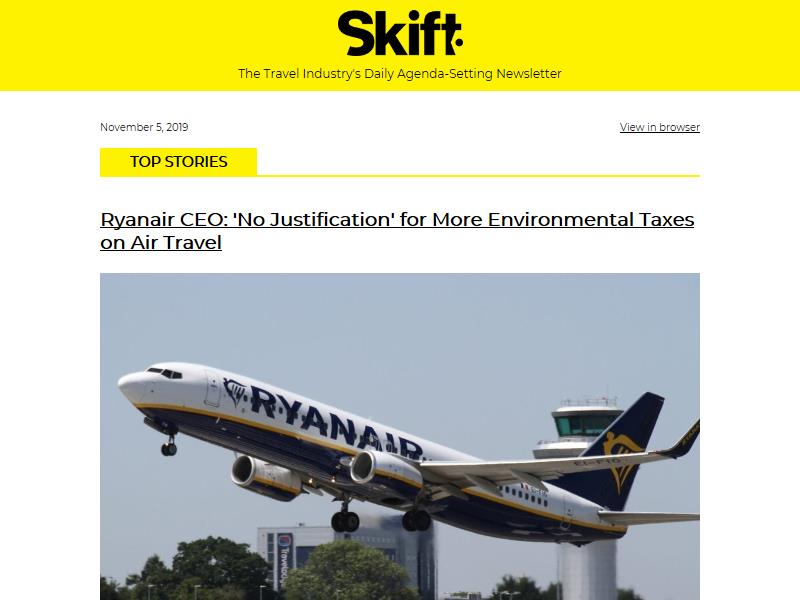 Skift
The Travel Industry's Daily Agenda-Setting Newsletter
November 5, 2019
View in browser
TOP STORIES
Ryanair CEO: 'No Justification' for More Environmental Taxes
on Air Travel
RYANAIR